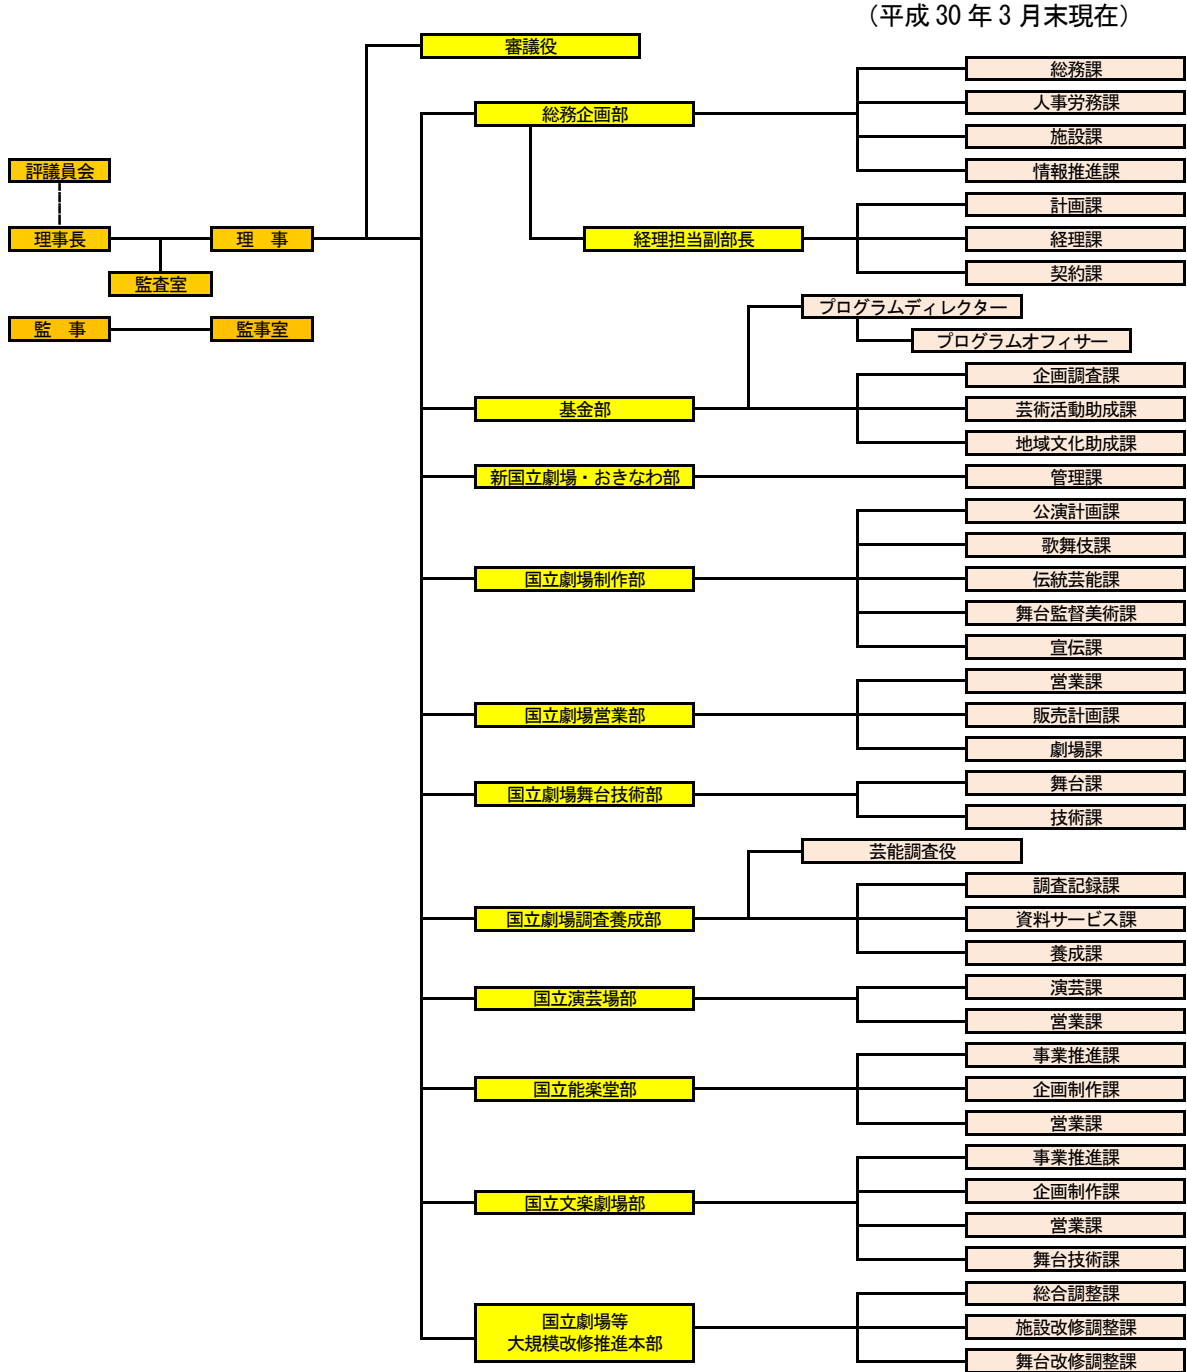 （平成 30 年 3 月末現在）
審議役
総務課
総務企画部
人事労務課
施設課
評議員会
情報推進課
計画課
理事長
理　事
経理担当副部長
経理課
監査室
契約課
プログラムディレクター
監　事
監事室
プログラムオフィサー
企画調査課
基金部
芸術活動助成課
地域文化助成課
新国立劇場・おきなわ部
管理課
公演計画課
歌舞伎課
国立劇場制作部
伝統芸能課
舞台監督美術課
宣伝課
営業課
国立劇場営業部
販売計画課
劇場課
舞台課
国立劇場舞台技術部
技術課
芸能調査役
調査記録課
国立劇場調査養成部
資料サービス課
養成課
演芸課
国立演芸場部
営業課
事業推進課
国立能楽堂部
企画制作課
営業課
事業推進課
企画制作課
国立文楽劇場部
営業課
舞台技術課
総合調整課
国立劇場等
大規模改修推進本部
施設改修調整課
舞台改修調整課